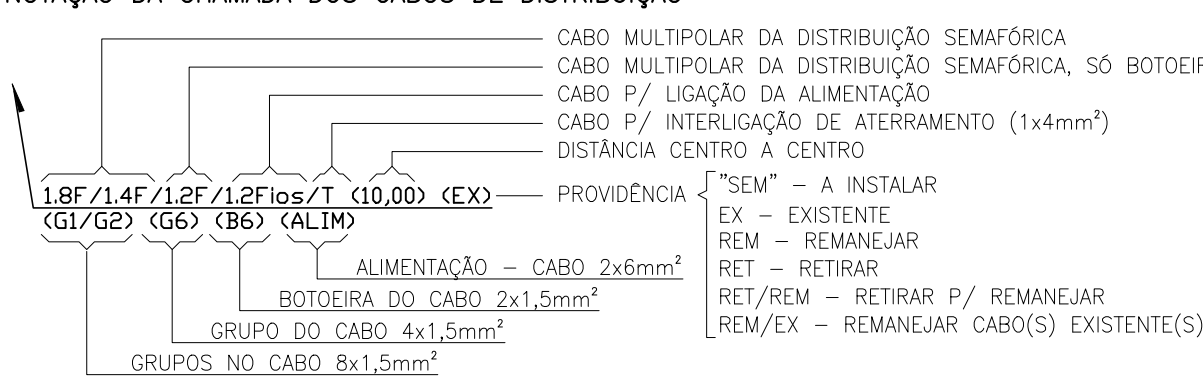 CABO MULTIPOLAR DA DISTRIBUIÇÃO SEMAFÓRICA
CABO MULTIPOLAR DA DISTRIBUIÇÃO SEMAFÓRICA, SÓ
CABO P/ LIGAÇÃO DA ALIMENTAÇÃO
CABO P/ INTERLIGAÇÃO DE ATERRAMENTO (1x4mm²)
DISTÂNCIA CENTRO A CENTRO
1.8F/1.4F/1.2F/1.2Fios/T (10,00) (EX)
PROVIDÊNCIA
"SEM" – A INSTALAR
EX – EXISTENTE
REM – REMANEJAR
RET – RETIRAR
RET/REM – RETIRAR P/ REMANEJAR
REM/EX – REMANEJAR CABO(S) EXISTENTE(S)
(G1/G2) (G6) (B6) (ALIM)
ALIMENTAÇÃO – CABO 2x6mm²
BOTOEIRA DO CABO 2x1,5mm²
GRUPO DO CABO 4x1,5mm²
GRUPOS NO CABO 8x1,5mm²